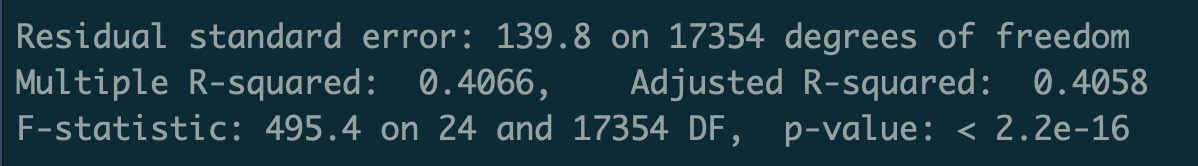 Residual standard error: 139.8 on 17354 degrees of freedom
Multiple R-squared:  0.4066,    Adjusted R-squared:  0.4058
F-statistic: 495.4 on 24 and 17354 DF,  p-value: < 2.2e-16